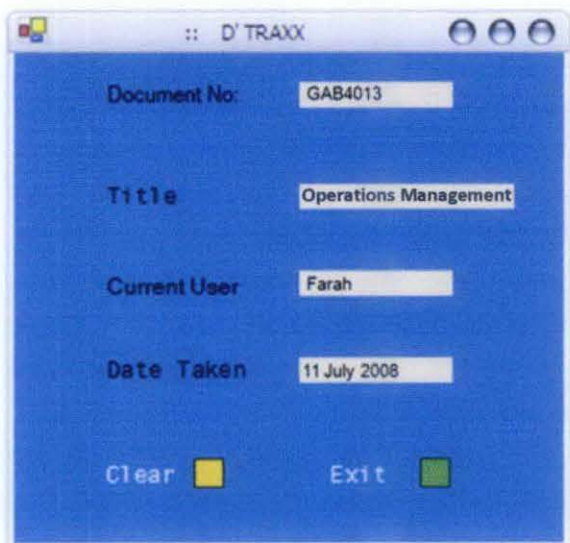 :: D' TRAXX
Document No: GAB4013
Title Operations Management
Current User Farah
Date Taken 11 July 2008
Clear Exit